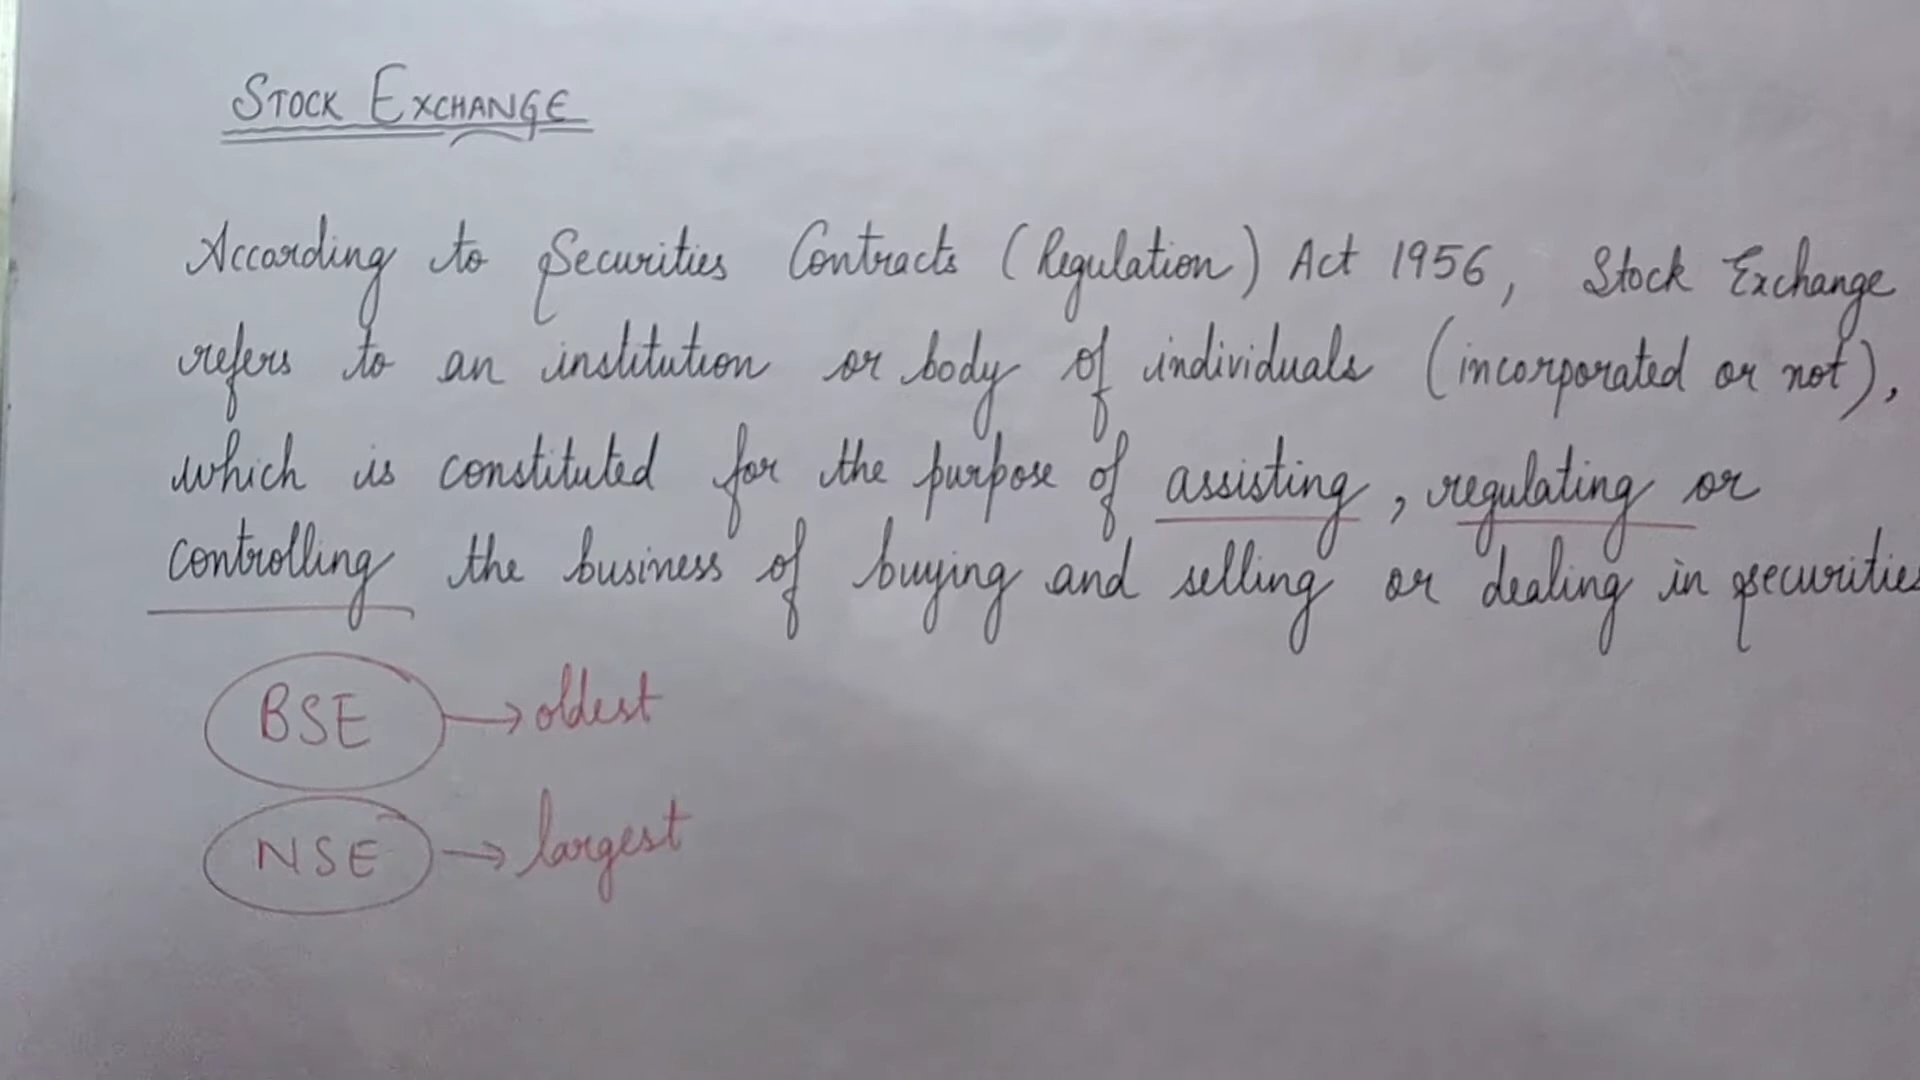 STOCK EXCHANGE
According to Securities Contracts (Regulation) Act 1956, Stock Exchange
refers to an institution or body of individuals (incorporated or not),
which is constituted for the purpose of assisting, regulating or
controlling the business of buying and selling or dealing in securities
BSE → oldest
NSE → largest